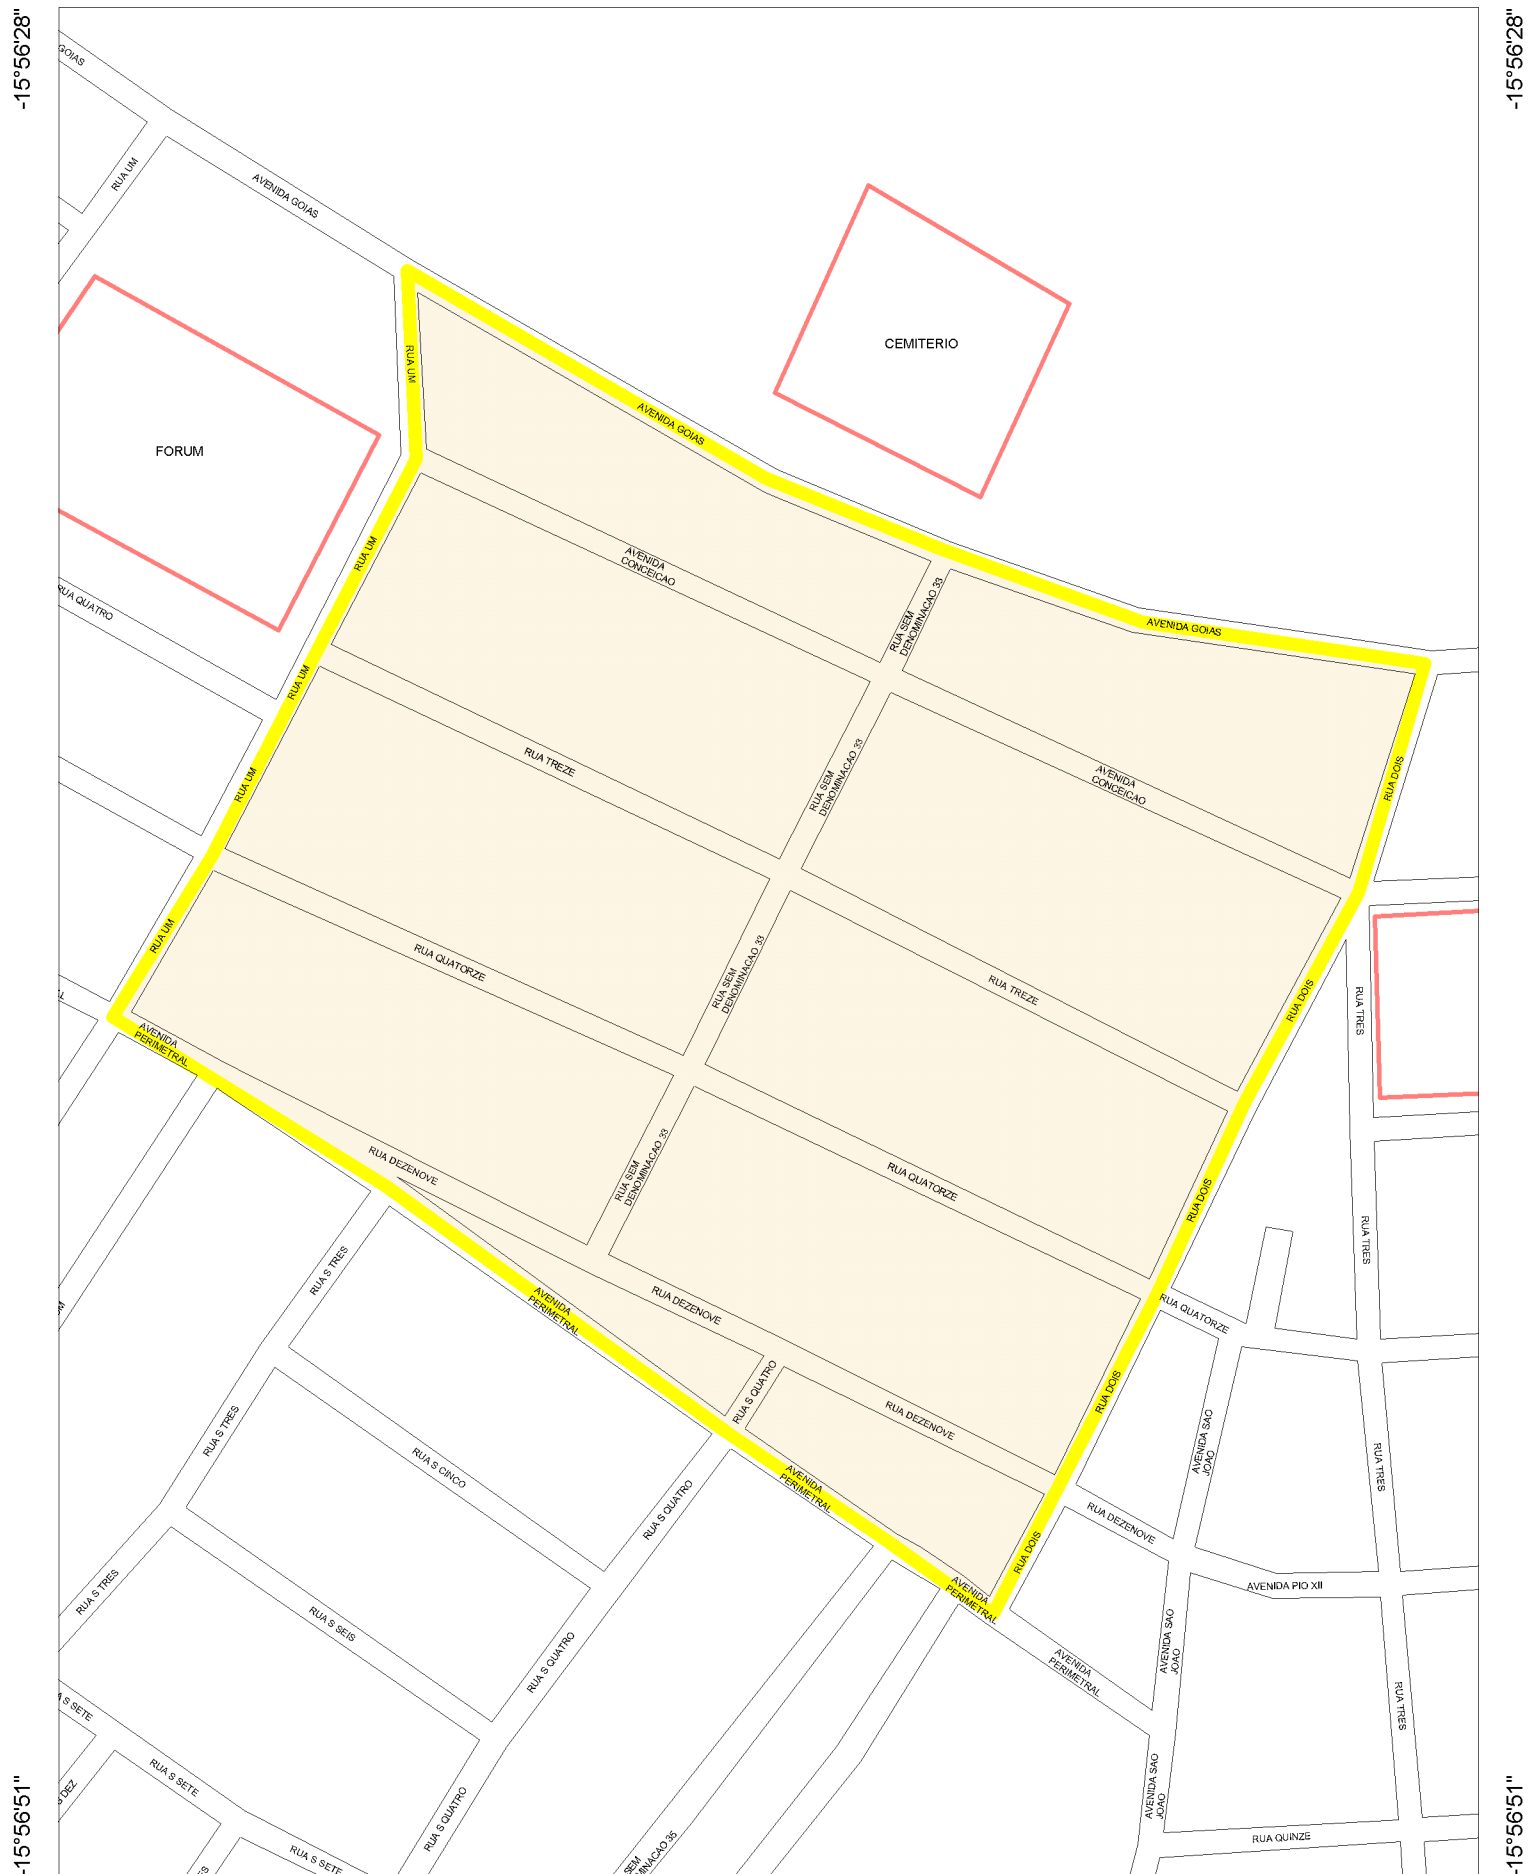 -15°56'28"
-15°56'28"
GOIAS
RUA UM
AVENIDA GOIAS
CEMITERIO
RUA UM
AVENIDA GOIAS
FORUM
RUA UM
AVENIDA
CONCEICAO
RUA SEM
DENOMINACAO 33
AVENIDA GOIAS
RUA QUATRO
RUA UM
RUA TREZE
RUA SEM
DENOMINACAO 33
AVENIDA
CONCEICAO
RUA DOIS
RUA UM
RUA UM
RUA QUATORZE
RUA SEM
DENOMINACAO 33
RUA TREZE
RUA DOIS
RUA TRES
AL
AVENIDA
PERIMETRAL
RUA DEZENOVE
RUA SEM
DENOMINACAO 33
RUA QUATORZE
RUA DOIS
RUA TRES
RUA S TRES
UM
AVENIDA
PERIMETRAL
RUA DEZENOVE
RUA QUATORZE
RUA S QUATRO
RUA DOIS
RUA DEZENOVE
AVENIDA SAO
JOAO
RUA S TRES
RUA S CINCO
RUA TRES
AVENIDA
PERIMETRAL
RUA S QUATRO
RUA DEZENOVE
RUA DOIS
RUA S TRES
AVENIDA
PERIMETRAL
AVENIDA PIO XII
RUA S SEIS
RUA S QUATRO
AVENIDA SAO
JOAO
AVENIDA
PERIMETRAL
A S SETE
RUA TRES
RUA S SETE
S DEZ
RUA S QUATRO
AVENIDA SAO
JOAO
-15°56'51"
-15°56'51"
RUA S SETE
ES
SEM
MINACAO 35
RUA QUINZE